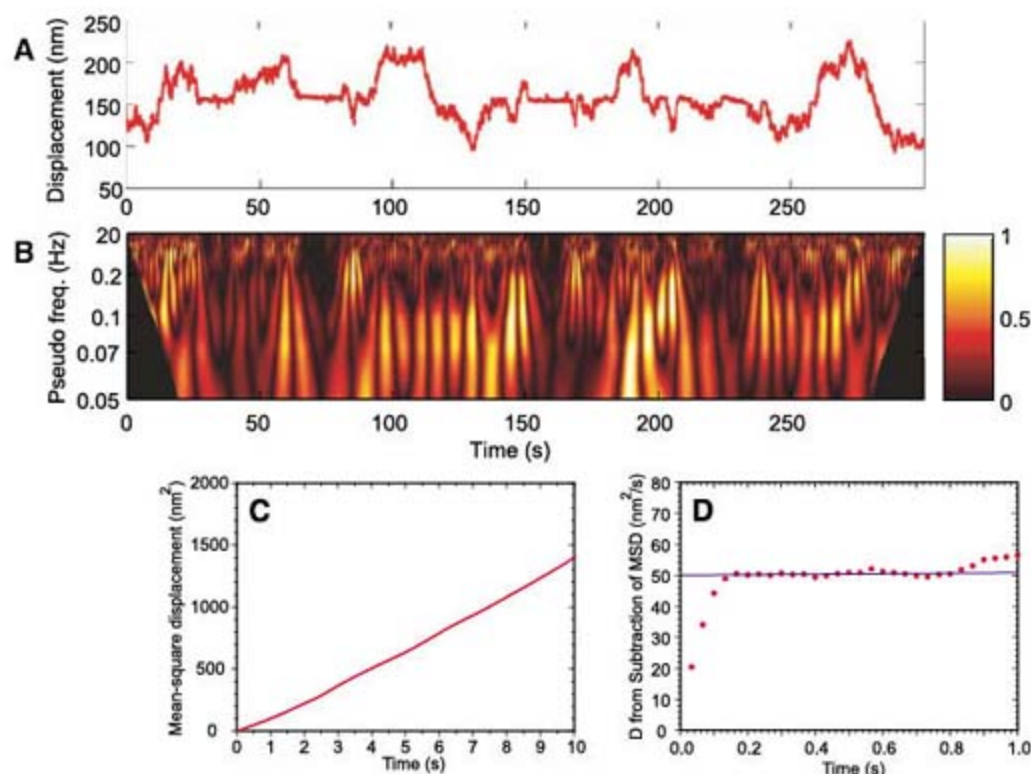 A
Displacement (nm)
250
200
150
100
50
0 50 100 150 200 250
B
Pseudo freq. (Hz)
20
0.2
0.1
0.07
0.05
1
0.5
0
0 50 100 150 200 250
Time (s)
C
Mean-square displacement (nm²)
2000
1500
1000
500
0
0 1 2 3 4 5 6 7 8 9 10
Time (s)
D
D from Subtraction of MSD (nm²/s)
80
70
60
50
40
30
20
10
0
0.0 0.2 0.4 0.6 0.8 1.0
Time (s)